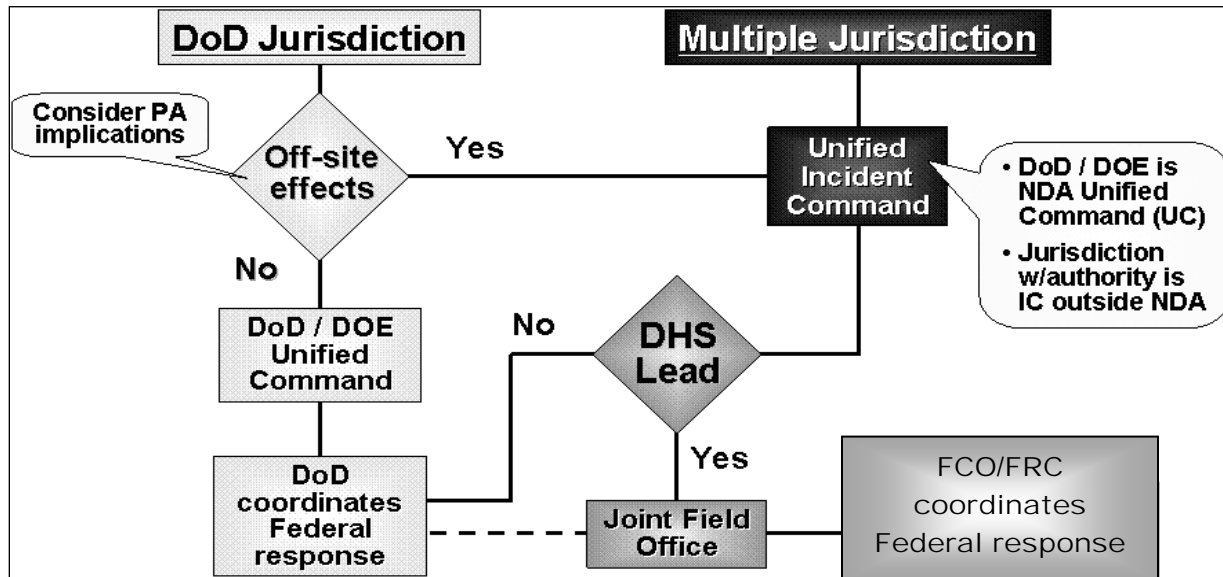 DoD Jurisdiction
Multiple Jurisdiction
Consider PA
implications
Off-site
effects
Yes
Unified
Incident
Command
• DoD / DOE is
NDA Unified
Command (UC)
• Jurisdiction
w/authority is
IC outside NDA
No
DoD / DOE
Unified
Command
No
DHS
Lead
Yes
DoD
coordinates
Federal
response
Joint Field
Office
FCO/FRC
coordinates
Federal response